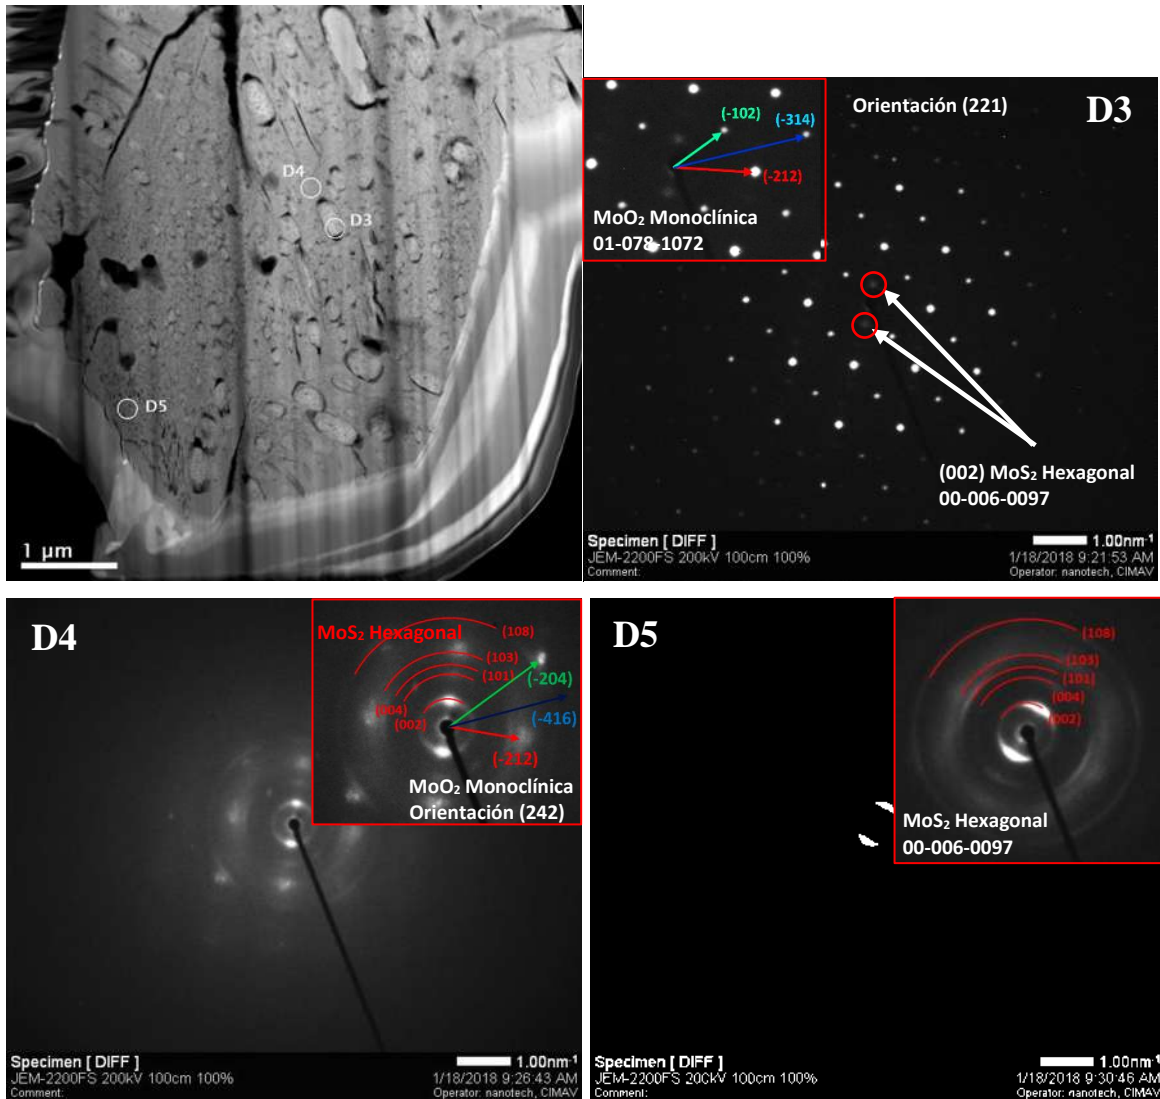 D4
D3
D5
1 µm
D3
Orientación (221)
(-102)
(-314)
(-212)
MoO₂ Monoclínica
01-078-1072
(002) MoS₂ Hexagonal
00-006-0097
Specimen [ DIFF ]
1.00nm⁻¹
JEM-2200FS 200kV 100cm 100%
1/18/2018 9:21:53 AM
Comment:
Operator: nanotech, CIMAV
D4
MoS₂ Hexagonal
(108)
(103)
(101)
(004)
(002)
(-204)
(-416)
(-212)
MoO₂ Monoclínica
Orientación (242)
Specimen [ DIFF ]
1.00nm⁻¹
JEM-2200FS 200kV 100cm 100%
1/18/2018 9:26:43 AM
Comment:
Operator: nanotech, CIMAV
D5
(108)
(103)
(101)
(004)
(002)
MoS₂ Hexagonal
00-006-0097
Specimen [ DIFF ]
1.00nm⁻¹
JEM-2200FS 200kV 100cm 100%
1/18/2018 9:30:46 AM
Comment:
Operator: nanotech, CIMAV